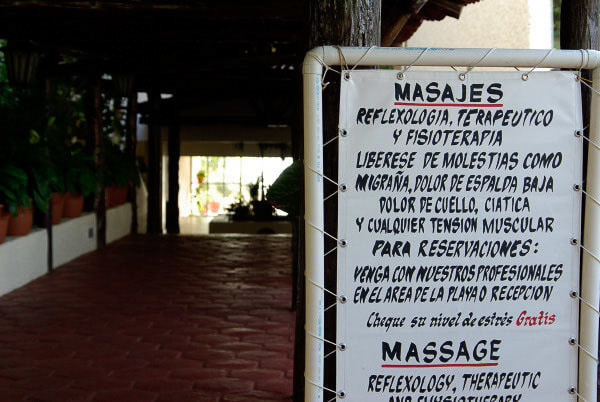 MASAJES
REFLEXOLOGIA, TERAPEUTICO
Y FISIOTERAPIA
LIBERESE DE MOLESTIAS COMO
MIGRAÑA, DOLOR DE ESPALDA BAJA
DOLOR DE CUELLO, CIATICA
Y CUALQUIER TENSION MUSCULAR
PARA RESERVACIONES:
VENGA CON NUESTROS PROFESIONALES
EN EL AREA DE LA PLAYA O RECEPCION
Cheque su nivel de estrés Gratis
MASSAGE
REFLEXOLOGY, THERAPEUTIC
AND PHYSIOTHERAPY